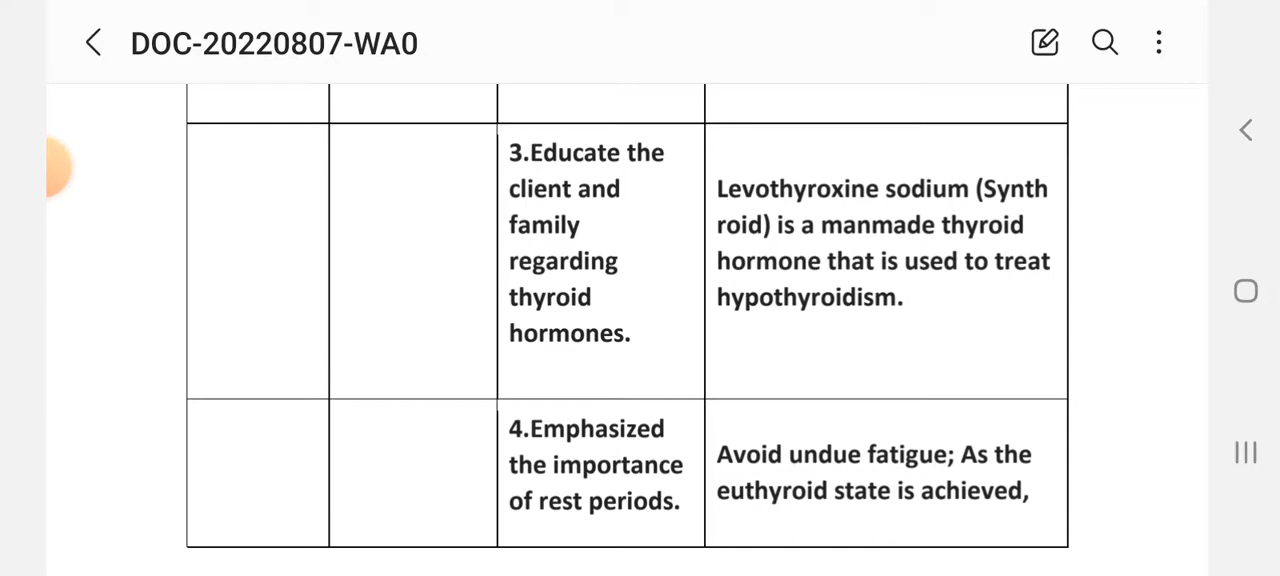 DOC-20220807-WA0
3.Educate the
client and
family
regarding
thyroid
hormones.
Levothyroxine sodium (Synth
roid) is a manmade thyroid
hormone that is used to treat
hypothyroidism.
4.Emphasized
the importance
of rest periods.
Avoid undue fatigue; As the
euthyroid state is achieved,